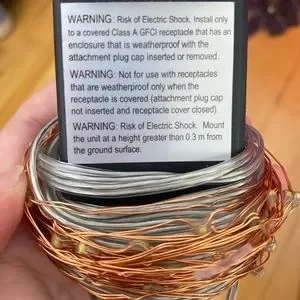 WARNING: Risk of Electric Shock. Install only
to a covered Class A GFCI receptacle that has an
enclosure that is weatherproof with the
attachment plug cap inserted or removed.
WARNING: Not for use with receptacles
that are weatherproof only when the
receptacle is covered (attachment plug cap
not inserted and receptacle cover closed).
WARNING: Risk of Electric Shock. Mount
the unit at a height greater than 0.3 m from
the ground surface.